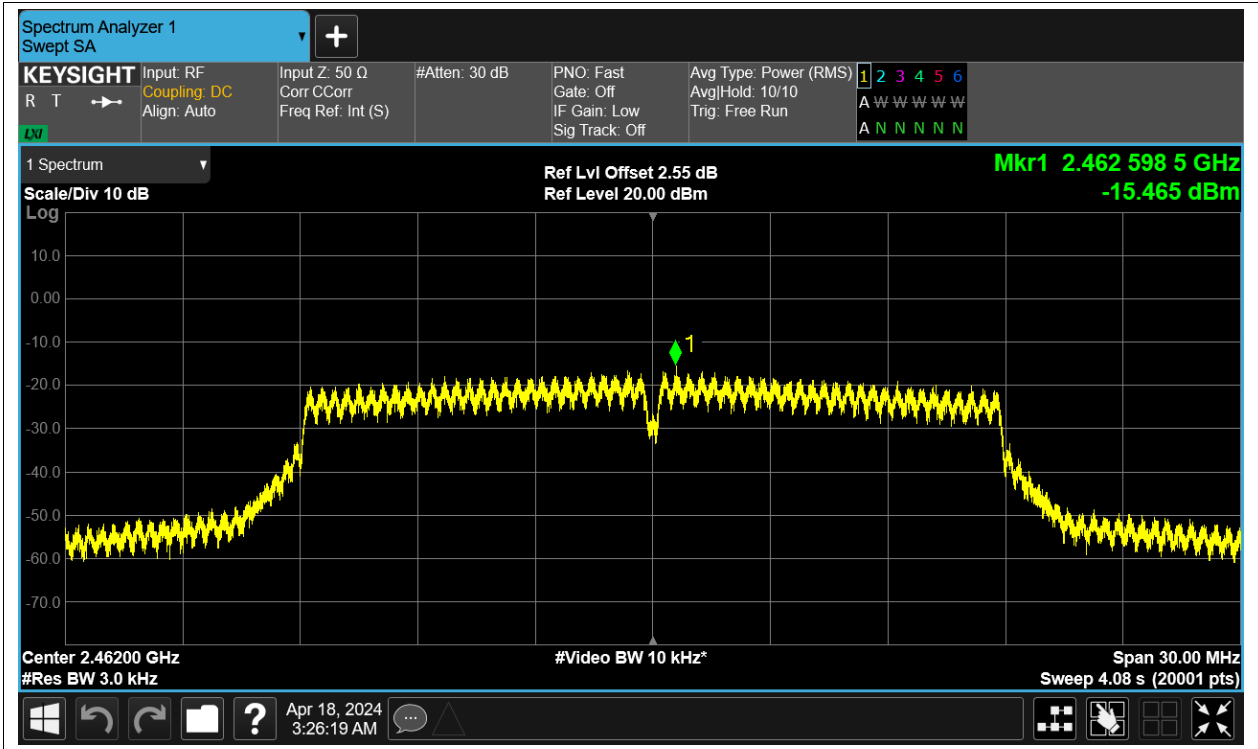 Spectrum Analyzer 1
Swept SA
KEYSIGHT
R T
LXI
Input: RF
Coupling: DC
Align: Auto
Input Z: 50 Ω
Corr CCorr
Freq Ref: Int (S)
#Atten: 30 dB
PNO: Fast
Gate: Off
IF Gain: Low
Sig Track: Off
Avg Type: Power (RMS)
Avg|Hold: 10/10
Trig: Free Run
1 2 3 4 5 6
A W W W W W
A N N N N N
1 Spectrum
Scale/Div 10 dB
Log
Ref Lvl Offset 2.55 dB
Ref Level 20.00 dBm
Mkr1 2.462 598 5 GHz
-15.465 dBm
10.0
0.00
-10.0
1
-20.0
-30.0
-40.0
-50.0
-60.0
-70.0
Center 2.46200 GHz
#Video BW 10 kHz*
Span 30.00 MHz
#Res BW 3.0 kHz
Sweep 4.08 s (20001 pts)
?
Apr 18, 2024
3:26:19 AM